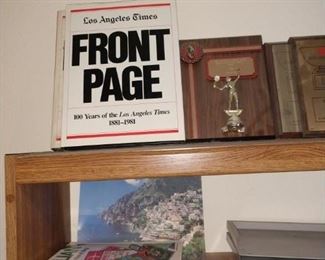 Los Angeles Times
FRONT
PAGE
100 Years of the Los Angeles Times
1881–1981